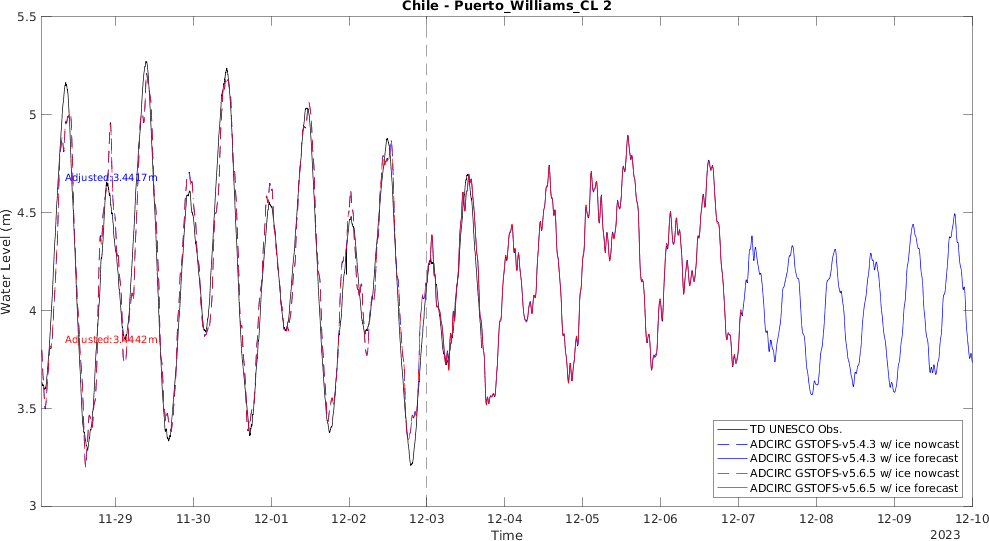 Chile - Puerto_Williams_CL 2
5.5
5
4.5
4
3.5
3
Water Level (m)
Adjusted:3.4417m
Adjusted:3.4442m
TD UNESCO Obs.
ADCIRC GSTOFS-v5.4.3 w/ ice nowcast
ADCIRC GSTOFS-v5.4.3 w/ ice forecast
ADCIRC GSTOFS-v5.6.5 w/ ice nowcast
ADCIRC GSTOFS-v5.6.5 w/ ice forecast
11-29 11-30 12-01 12-02 12-03 12-04 12-05 12-06 12-07 12-08 12-09 12-10
Time
2023